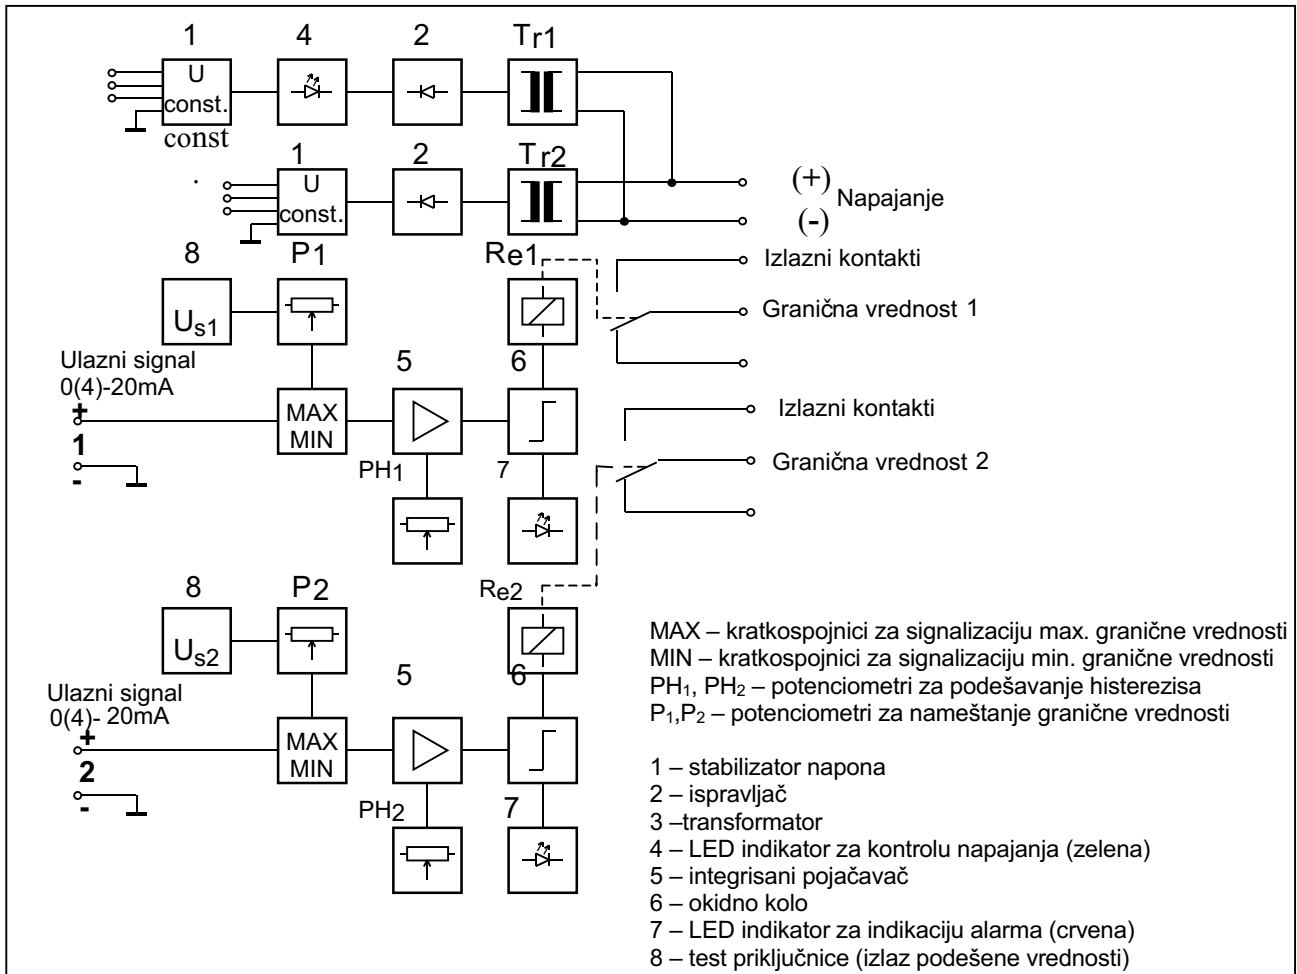 1 4 2 Tr1
U
const.
const
1 2 Tr2
U
const.
(+)
Napajanje
(-)
8 P1 Re1
Izlazni kontakti
Us1
Granična vrednost 1
Ulazni signal
0(4)-20mA
5 6
+
1
-
MAX
MIN
PH1 7
Izlazni kontakti
Granična vrednost 2
8 P2 Re2
Us2
5 6
Ulazni signal
0(4)- 20mA
+
2
-
MAX
MIN
PH2 7
MAX – kratkospojnici za signalizaciju max. granične vrednosti
MIN – kratkospojnici za signalizaciju min. granične vrednosti
PH1, PH2 – potenciometri za podešavanje histerezisa
P1,P2 – potenciometri za nameštanje granične vrednosti
1 – stabilizator napona
2 – ispravljač
3 –transformator
4 – LED indikator za kontrolu napajanja (zelena)
5 – integrisani pojačavač
6 – okidno kolo
7 – LED indikator za indikaciju alarma (crvena)
8 – test priključnice (izlaz podešene vrednosti)